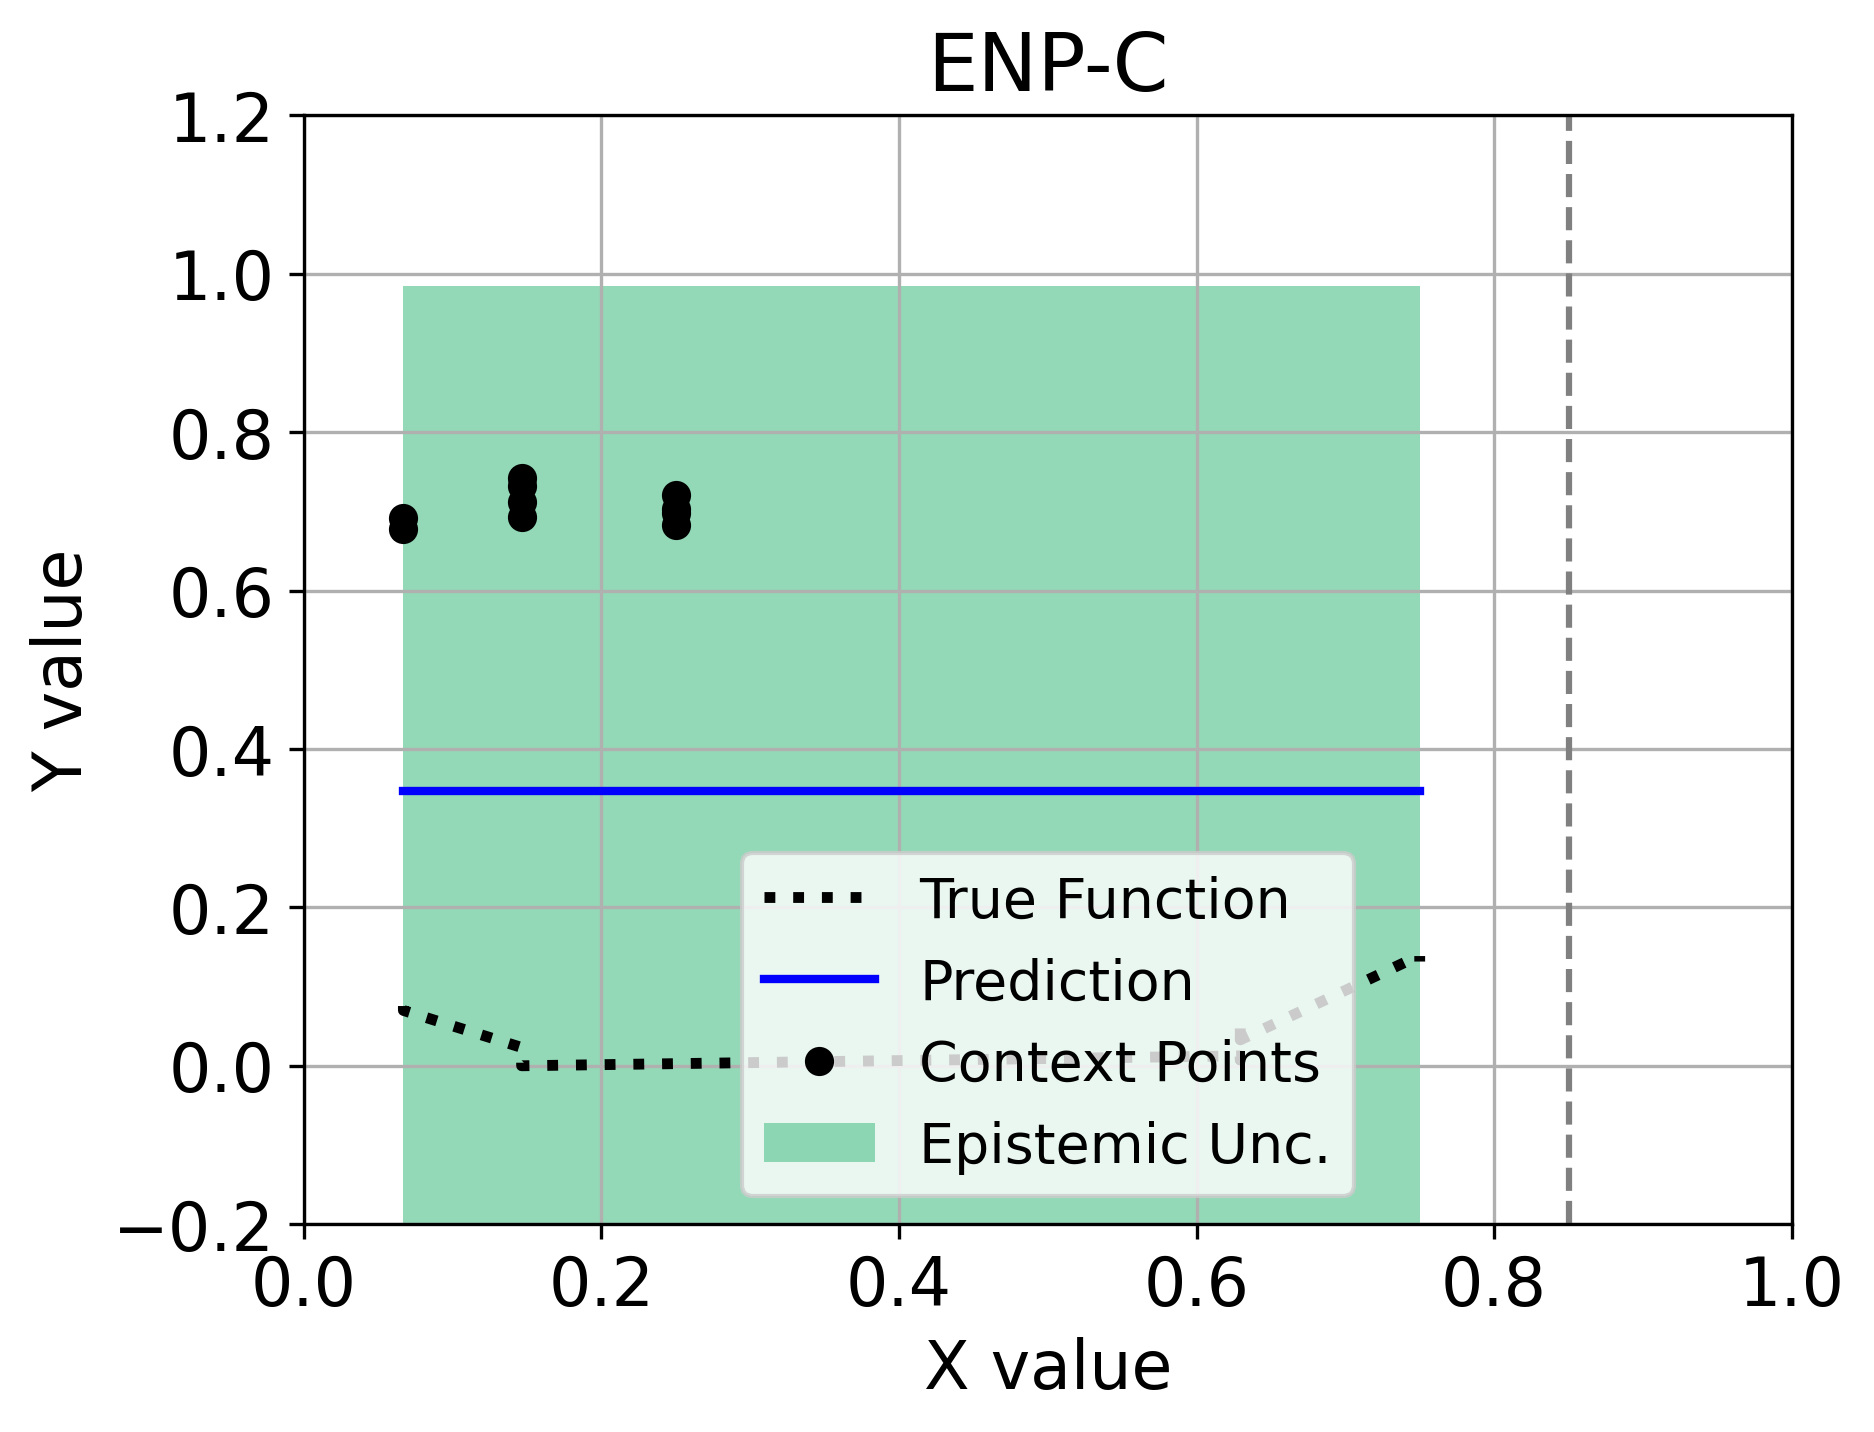 ENP-C
1.2
1.0
0.8
0.6
0.4
0.2
0.0
−0.2
Y value
True Function
Prediction
Context Points
Epistemic Unc.
0.0 0.2 0.4 0.6 0.8 1.0
X value